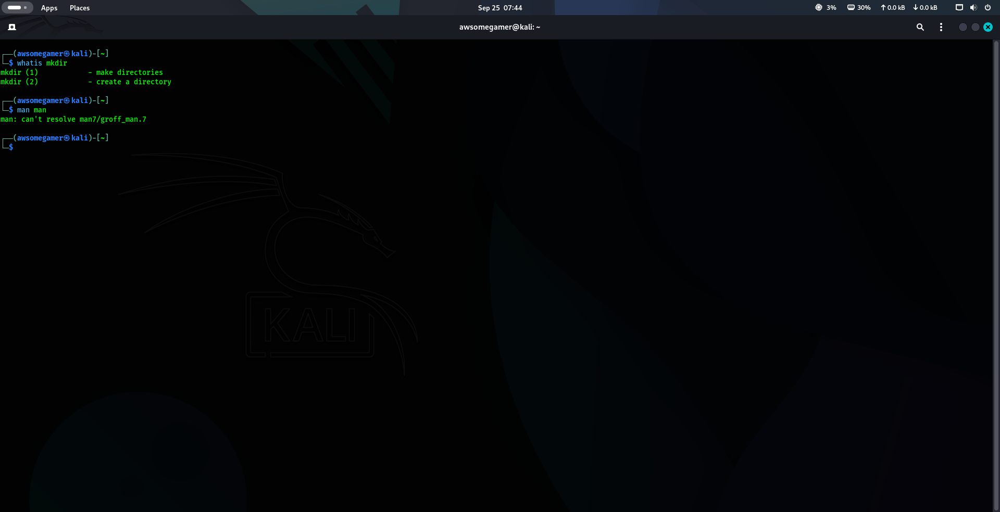 Apps Places Sep 25 07:44 3% 30% 0.0 kB 0.0 kB
awsomegamer@kali: ~
┌──(awsomegamer㉿kali)-[~]
└─$ whatis mkdir
mkdir (1)            - make directories
mkdir (2)            - create a directory
┌──(awsomegamer㉿kali)-[~]
└─$ man man
man: can't resolve man7/groff_man.7
┌──(awsomegamer㉿kali)-[~]
└─$
KALI